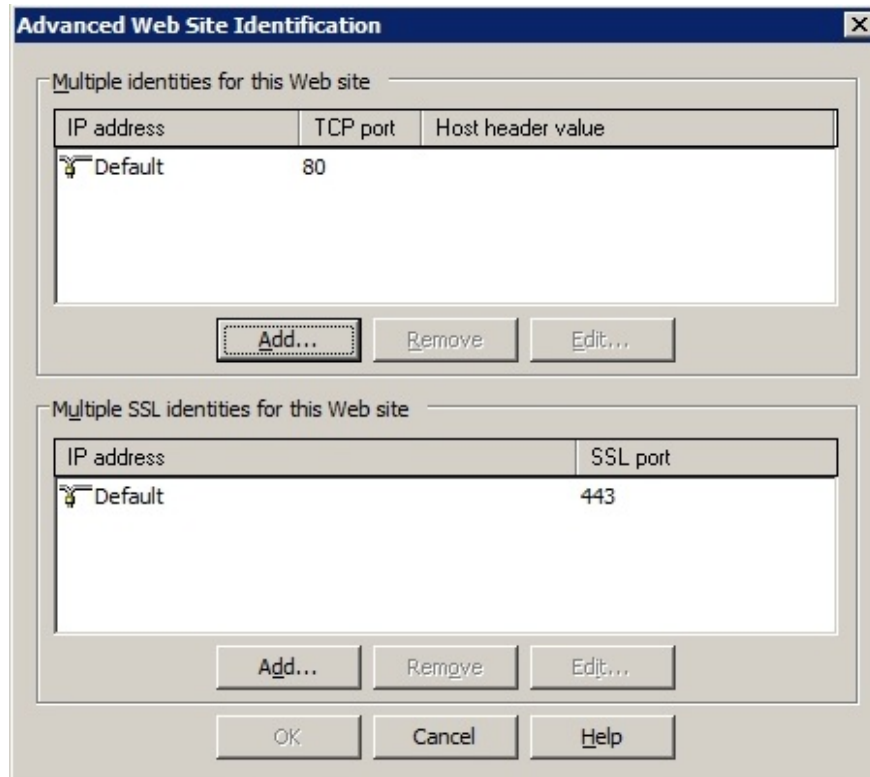 Advanced Web Site Identification
Multiple identities for this Web site
IP address TCP port Host header value
Default 80
Add... Remove Edit...
Multiple SSL identities for this Web site
IP address SSL port
Default 443
Add... Remove Edit...
OK Cancel Help